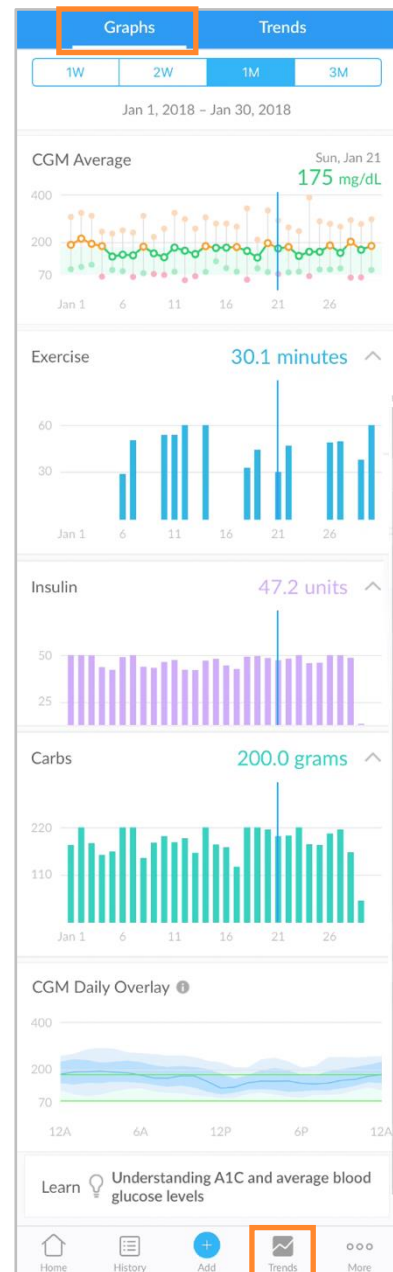 Graphs Trends
1W 2W 1M 3M
Jan 1, 2018 – Jan 30, 2018
CGM Average
Sun, Jan 21
175 mg/dL
400
200
70
Jan 1 6 11 16 21 26
Exercise 30.1 minutes
60
30
Jan 1 6 11 16 21 26
Insulin 47.2 units
50
25
Carbs 200.0 grams
220
110
Jan 1 6 11 16 21 26
CGM Daily Overlay
400
200
70
12A 6A 12P 6P 12A
Learn Understanding A1C and average blood
glucose levels
Home History Add Trends More